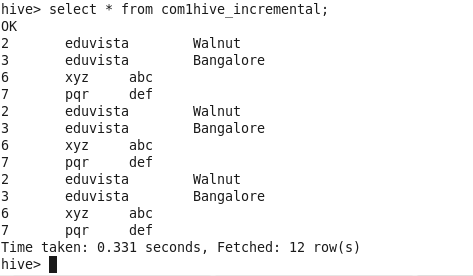 hive> select * from com1hive_incremental;
OK
2	eduvista	Walnut
3	eduvista	Bangalore
6	xyz	abc
7	pqr	def
2	eduvista	Walnut
3	eduvista	Bangalore
6	xyz	abc
7	pqr	def
2	eduvista	Walnut
3	eduvista	Bangalore
6	xyz	abc
7	pqr	def
Time taken: 0.331 seconds, Fetched: 12 row(s)
hive>